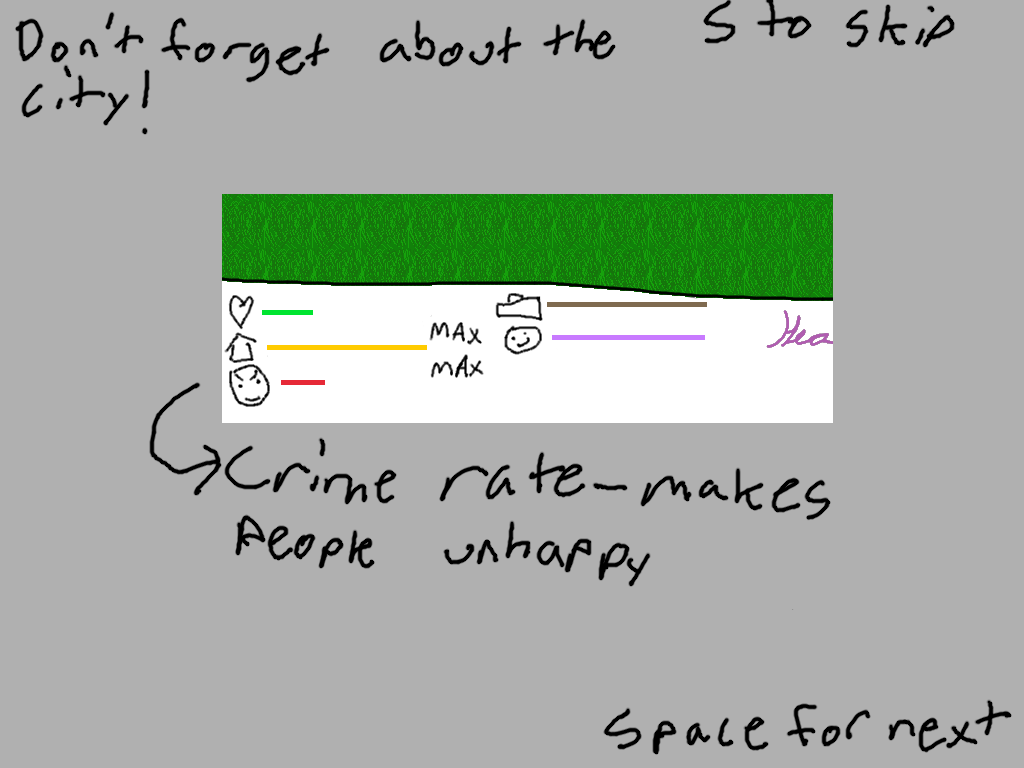 Don't forget about the
city!
S to skip
MAX
MAX
Hea
Crime rate-makes
People unhappy
Space for next